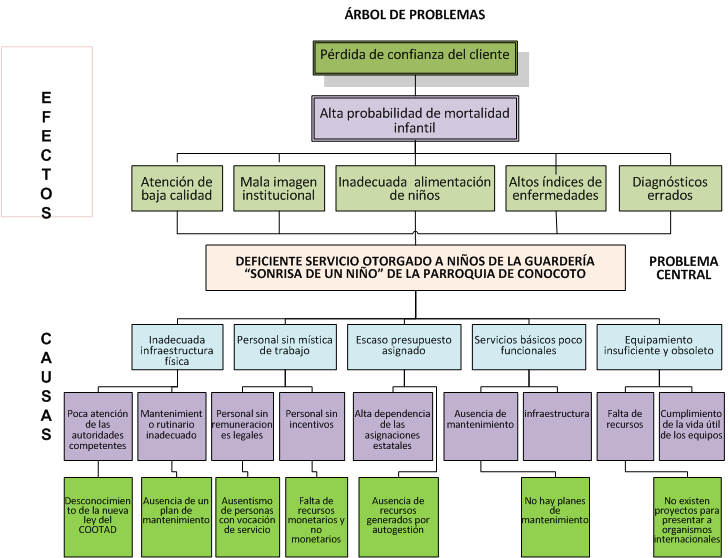 ÁRBOL DE PROBLEMAS
Pérdida de confianza del cliente
EFECTOS
Alta probabilidad de mortalidad
infantil
Atención de
baja calidad
Mala imagen
institucional
Inadecuada alimentación
de niños
Altos índices de
enfermedades
Diagnósticos
errados
DEFICIENTE SERVICIO OTORGADO A NIÑOS DE LA GUARDERÍA
“SONRISA DE UN NIÑO” DE LA PARROQUIA DE CONOCOTO
PROBLEMA
CENTRAL
CAUSAS
Inadecuada
infraestructura
física
Personal sin mística
de trabajo
Escaso presupuesto
asignado
Servicios básicos poco
funcionales
Equipamiento
insuficiente y obsoleto
Poca atención
de las
autoridades
competentes
Mantenimient
o rutinario
inadecuado
Personal sin
remuneracion
es legales
Personal sin
incentivos
Alta dependencia
de las
asignaciones
estatales
Ausencia de
mantenimiento
infraestructura
Falta de
recursos
Cumplimiento
de la vida útil
de los equipos
Desconocimien
to de la nueva
ley del
COOTAD
Ausencia de un
plan de
mantenimiento
Ausentismo
de personas
con vocación
de servicio
Falta de
recursos
monetarios y
no
monetarios
Ausencia de
recursos
generados por
autogestión
No hay planes
de
mantenimiento
No existen
proyectos para
presentar a
organismos
internacionales